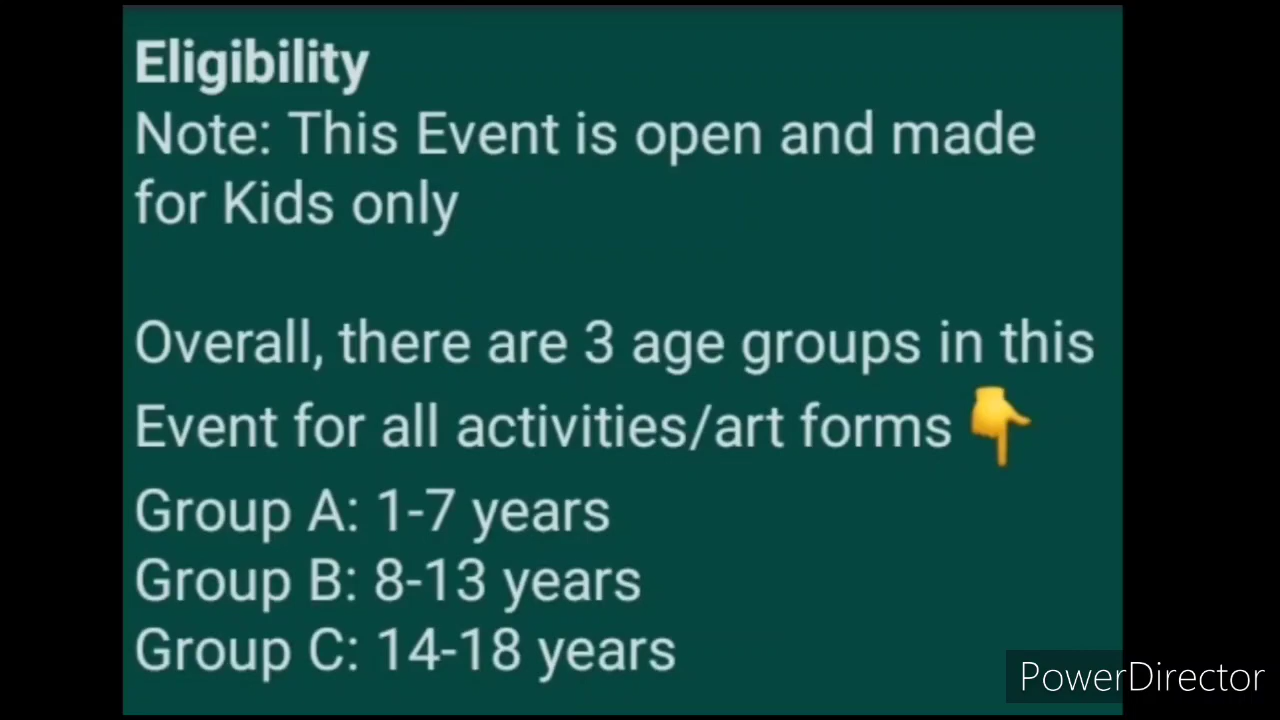 Eligibility
Note: This Event is open and made
for Kids only
Overall, there are 3 age groups in this
Event for all activities/art forms👇
Group A: 1-7 years
Group B: 8-13 years
Group C: 14-18 years
PowerDirector